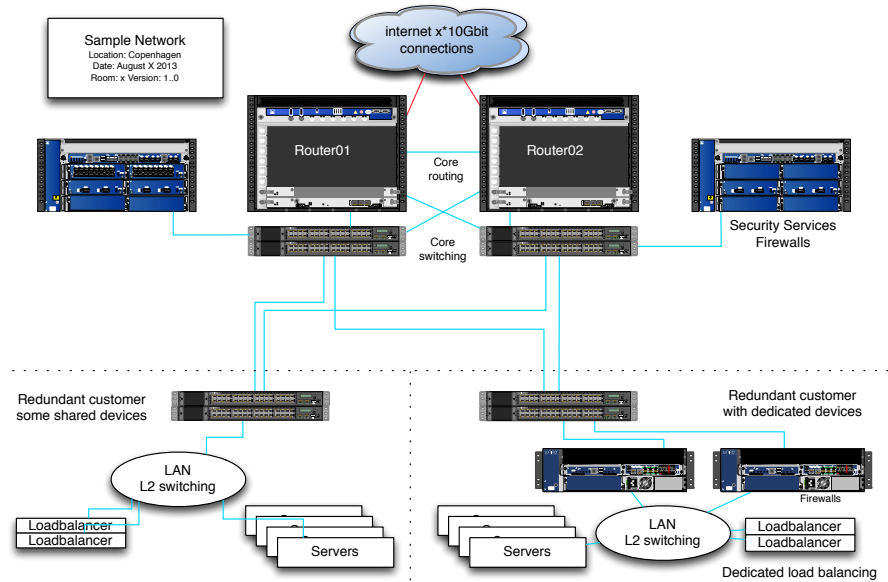 Sample Network
Location: Copenhagen
Date: August X 2013
Room: x Version: 1..0
internet x*10Gbit
connections
Router01
Router02
Core
routing
Core
switching
Security Services
Firewalls
Redundant customer
some shared devices
Redundant customer
with dedicated devices
LAN
L2 switching
Loadbalancer
Loadbalancer
Servers
Firewalls
LAN
L2 switching
Servers
Loadbalancer
Loadbalancer
Dedicated load balancing